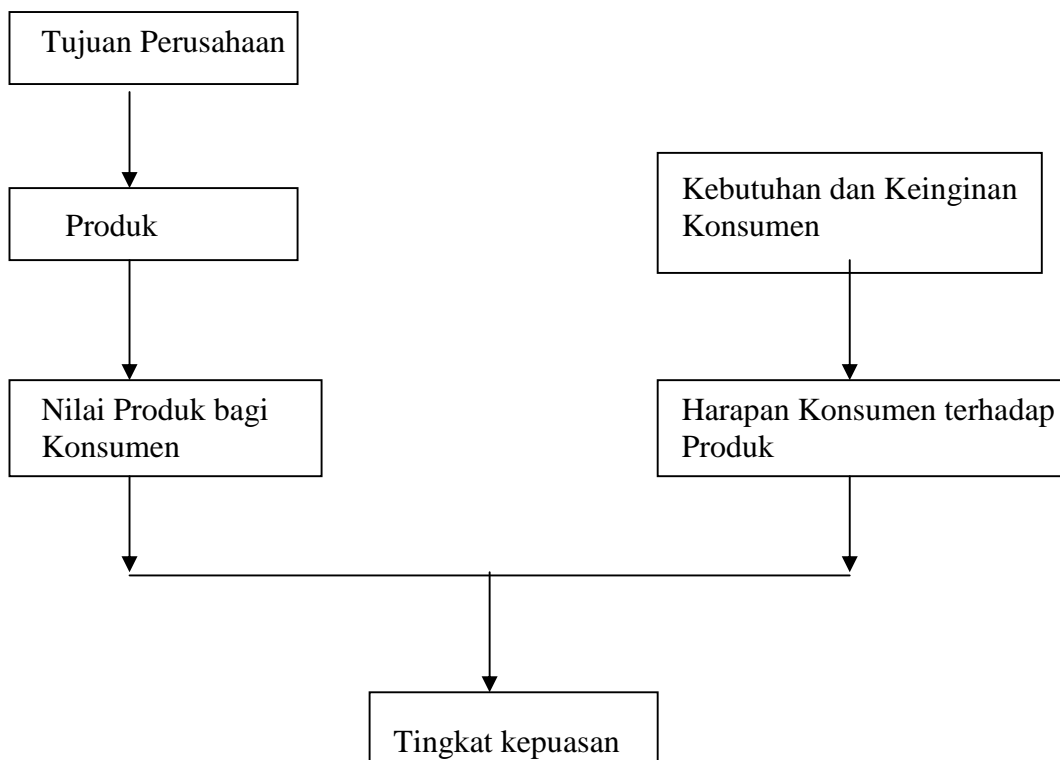 Tujuan Perusahaan
Produk
Kebutuhan dan Keinginan
Konsumen
Nilai Produk bagi
Konsumen
Harapan Konsumen terhadap
Produk
Tingkat kepuasan